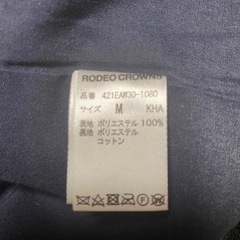 RODEO CROWNS
品番 421EAW30-1080
サイズ M KHA
表地 ポリエステル 100%
裏地 ポリエステル
コットン